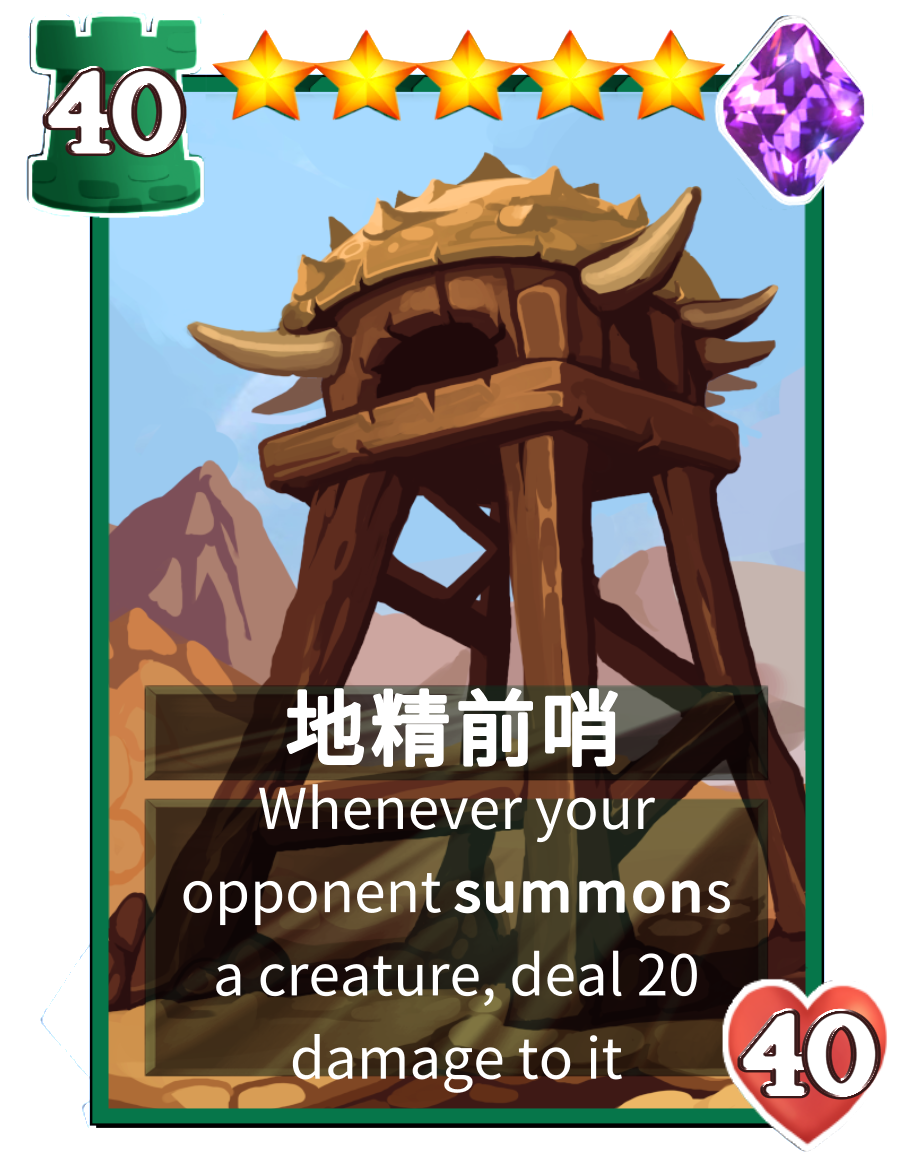 40
地精前哨
Whenever your
opponent summons
a creature, deal 20
damage to it
40